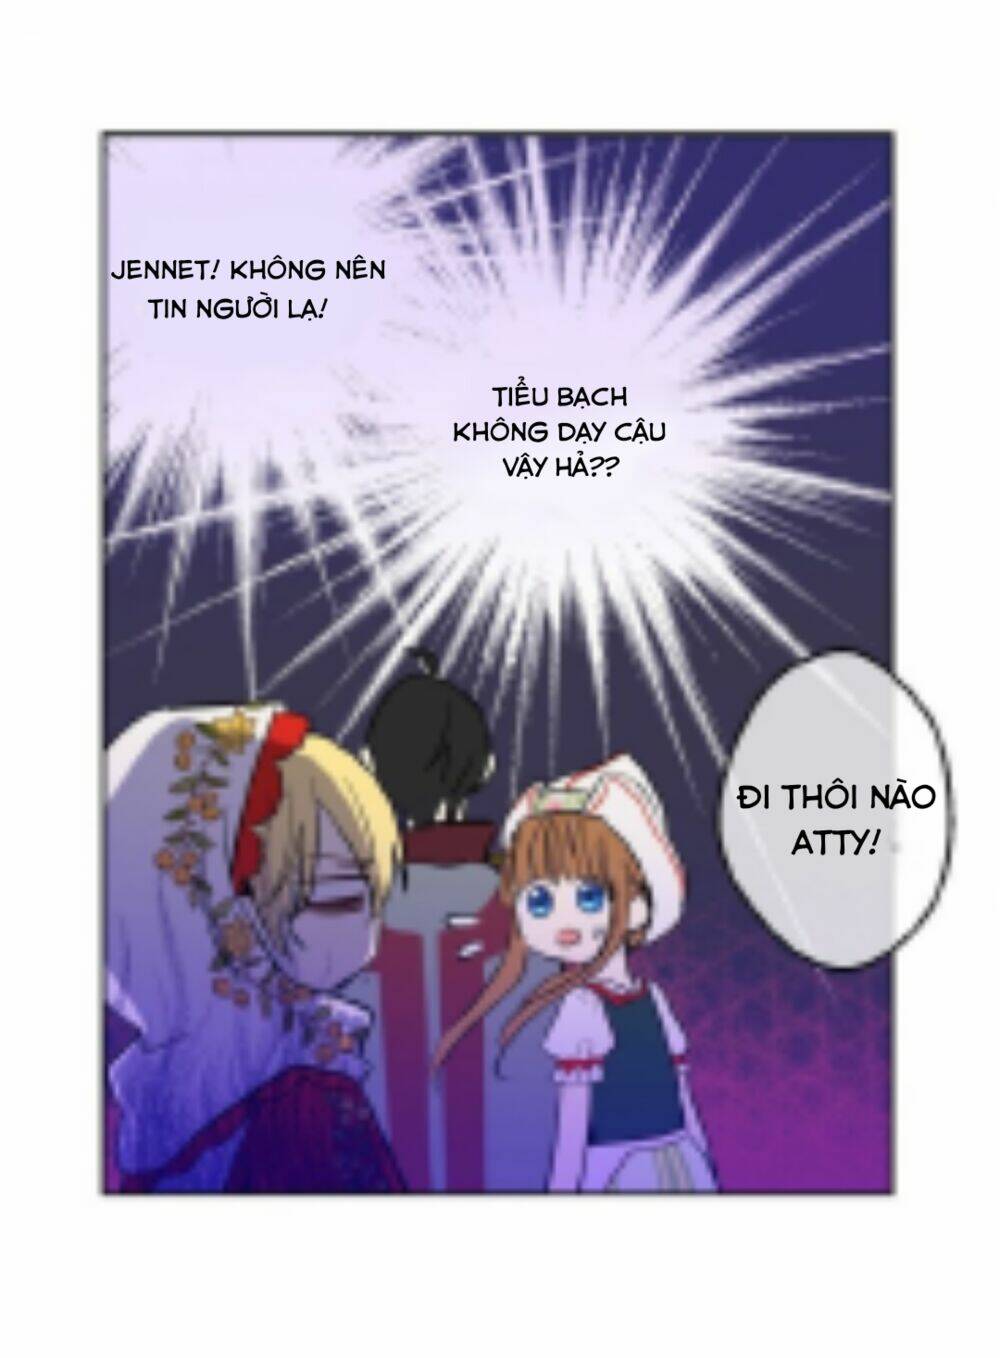 JENNET! KHÔNG NÊN
TIN NGƯỜI LẠ!
TIỂU BẠCH
KHÔNG DẠY CẬU
VẬY HẢ??
ĐI THÔI NÀO
ATTY!